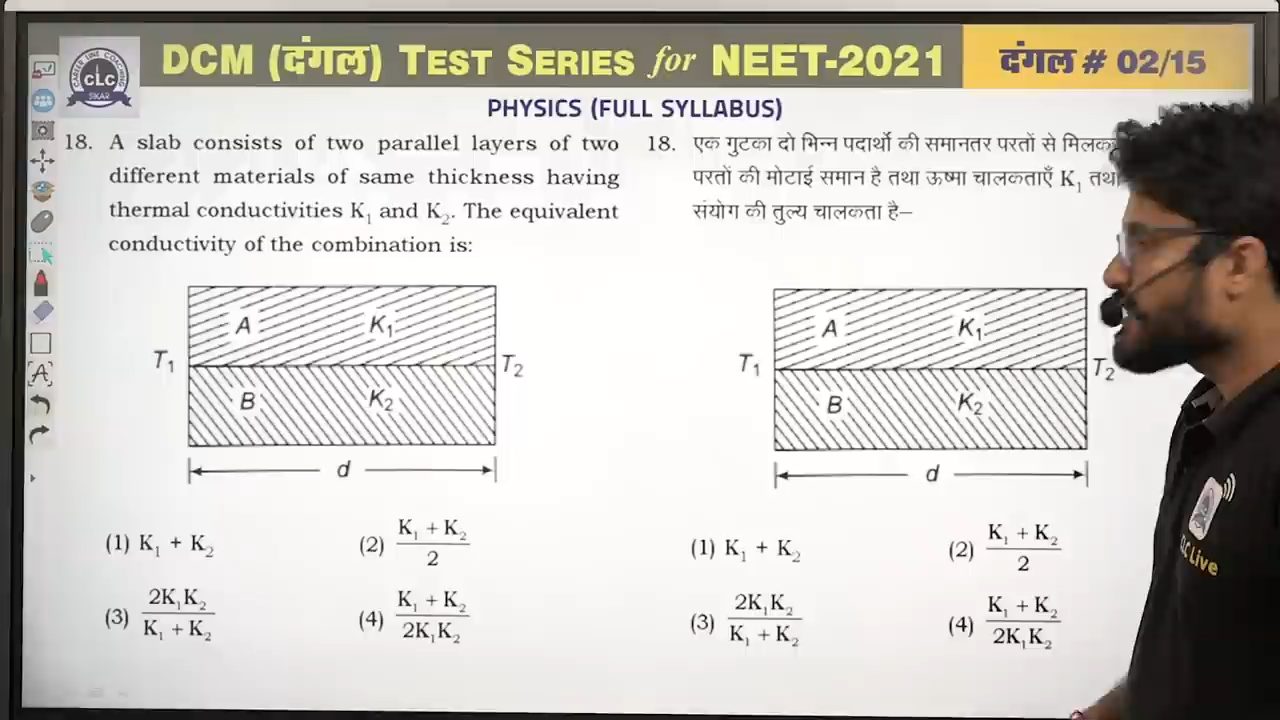 DCM (दंगल) TEST SERIES for NEET-2021
दंगल # 02/15
CAREER LINE COACHING
CLC
SIKAR
PHYSICS (FULL SYLLABUS)
18. A slab consists of two parallel layers of two
different materials of same thickness having
thermal conductivities K₁ and K₂. The equivalent
conductivity of the combination is:
A K₁
T₁ T₂
B K₂
d
(1) K₁ + K₂ (2) (K₁ + K₂)/2
(3) 2K₁K₂/(K₁ + K₂) (4) (K₁ + K₂)/2K₁K₂
18. एक गुटका दो भिन्न पदार्थो की समानतर परतों से
परतों की मोटाई समान है तथा ऊष्मा चालकताएँ K₁ तथा
संयोग की तुल्य चालकता है–
A K₁
T₁ T₂
B K₂
d
(1) K₁ + K₂ (2) (K₁ + K₂)/2
(3) 2K₁K₂/(K₁ + K₂) (4) (K₁ + K₂)/2K₁K₂
Live